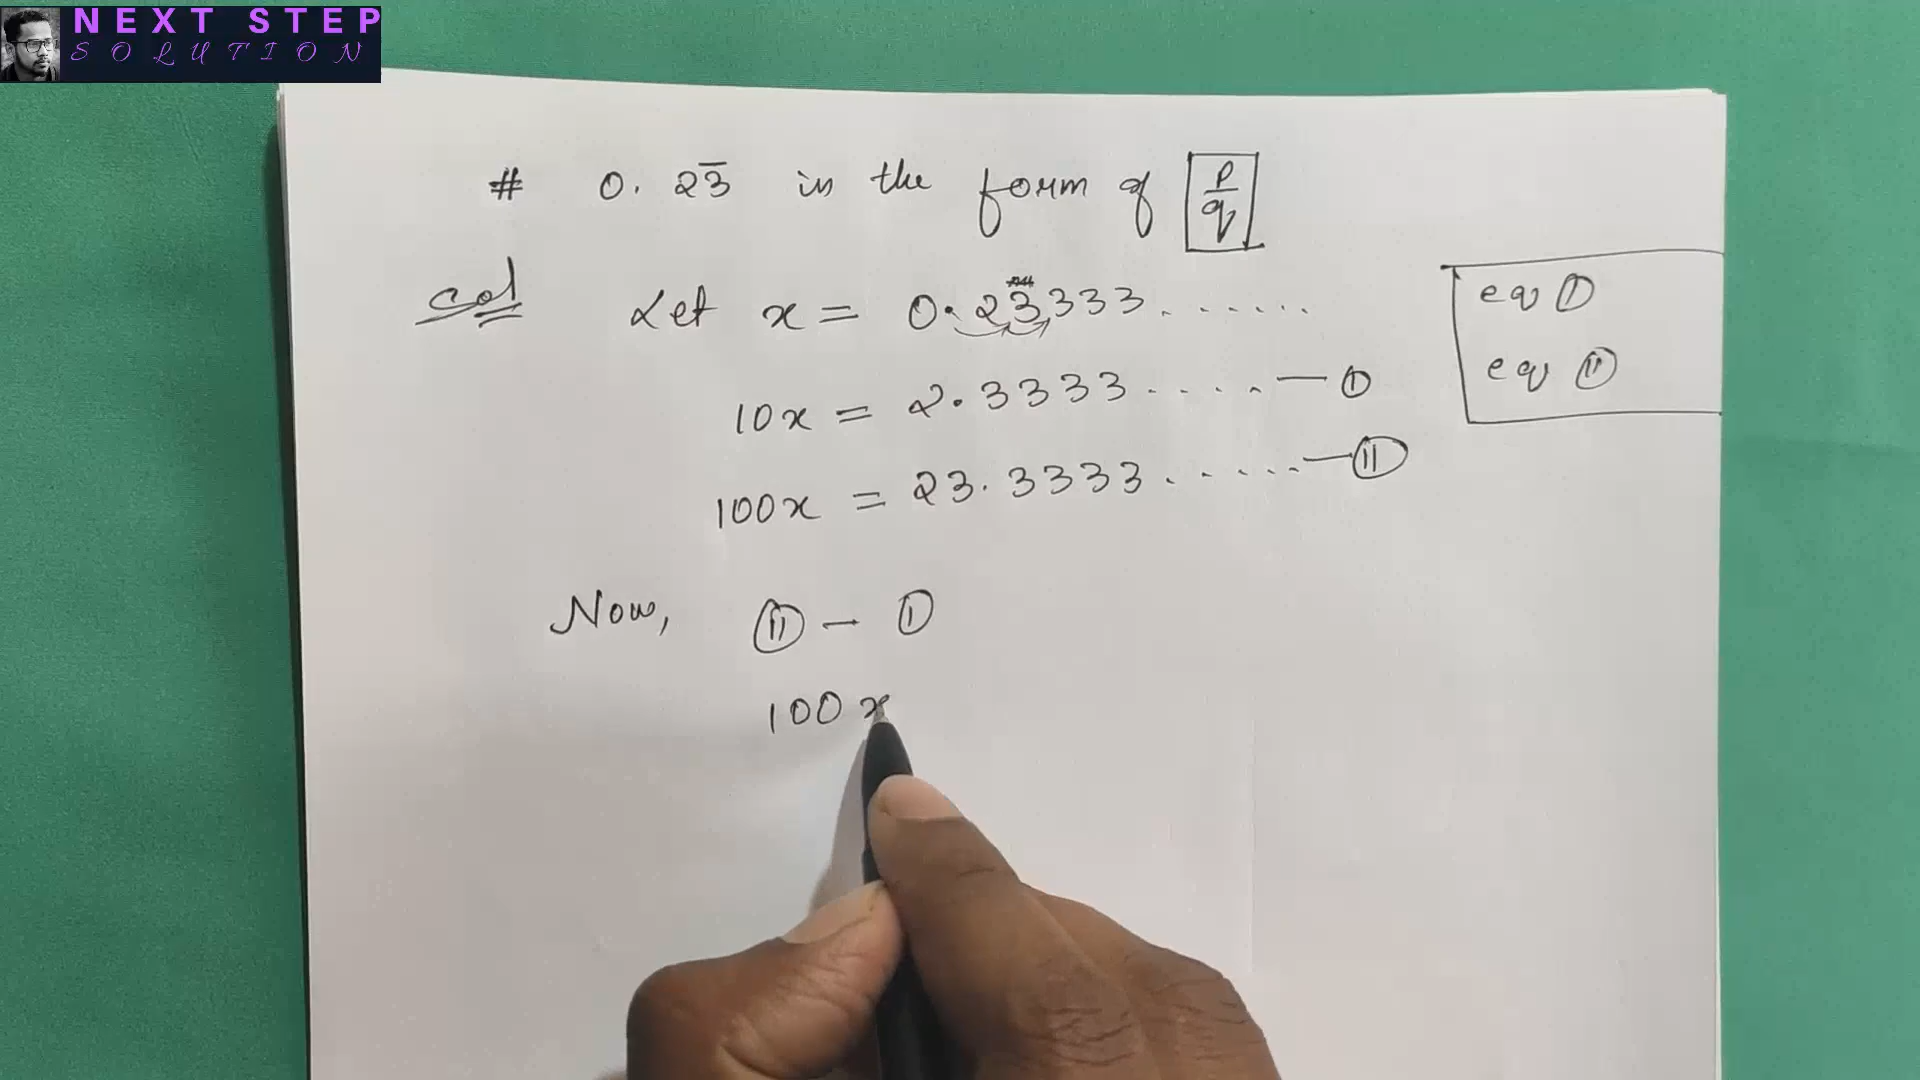 NEXT STEP
SOLUTION
# 0.23̅ is the form of p/q
Sol Let x = 0.23333.......
10x = 2.3333..... — (I)
100x = 23.3333...... — (II)
eq (I)
eq (II)
Now, (II) – (I)
100x